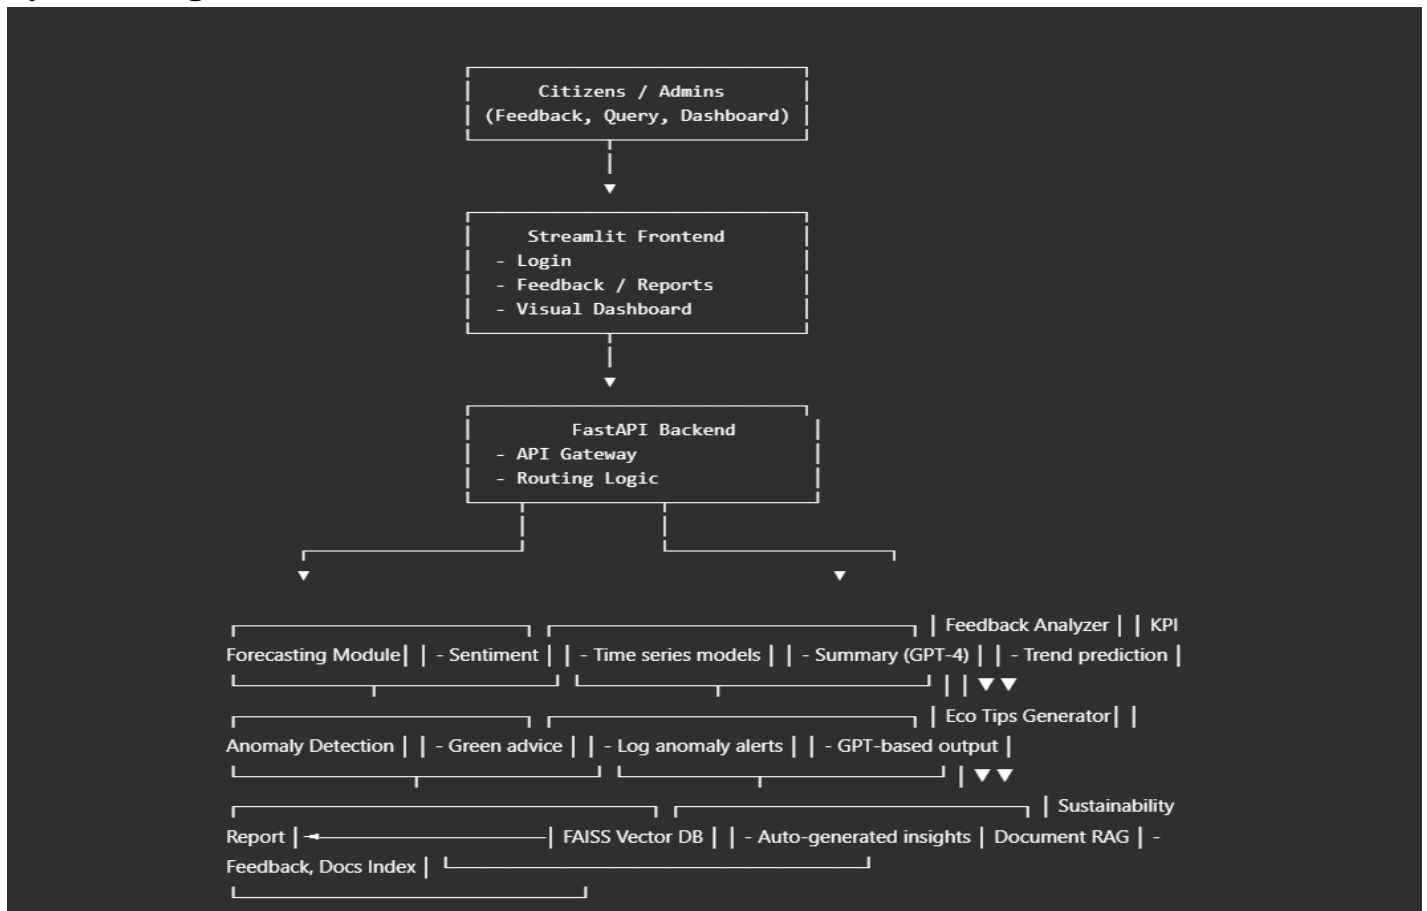 Citizens / Admins
(Feedback, Query, Dashboard)
Streamlit Frontend
- Login
- Feedback / Reports
- Visual Dashboard
FastAPI Backend
- API Gateway
- Routing Logic
│ Feedback Analyzer │ │ KPI
Forecasting Module│ │ - Sentiment │ │ - Time series models │ │ - Summary (GPT-4) │ │ - Trend prediction │
│ Eco Tips Generator│ │
Anomaly Detection │ │ - Green advice │ │ - Log anomaly alerts │ │ - GPT-based output │
│ Sustainability
Report │ │ FAISS Vector DB │ │ - Auto-generated insights │ Document RAG │ -
Feedback, Docs Index │